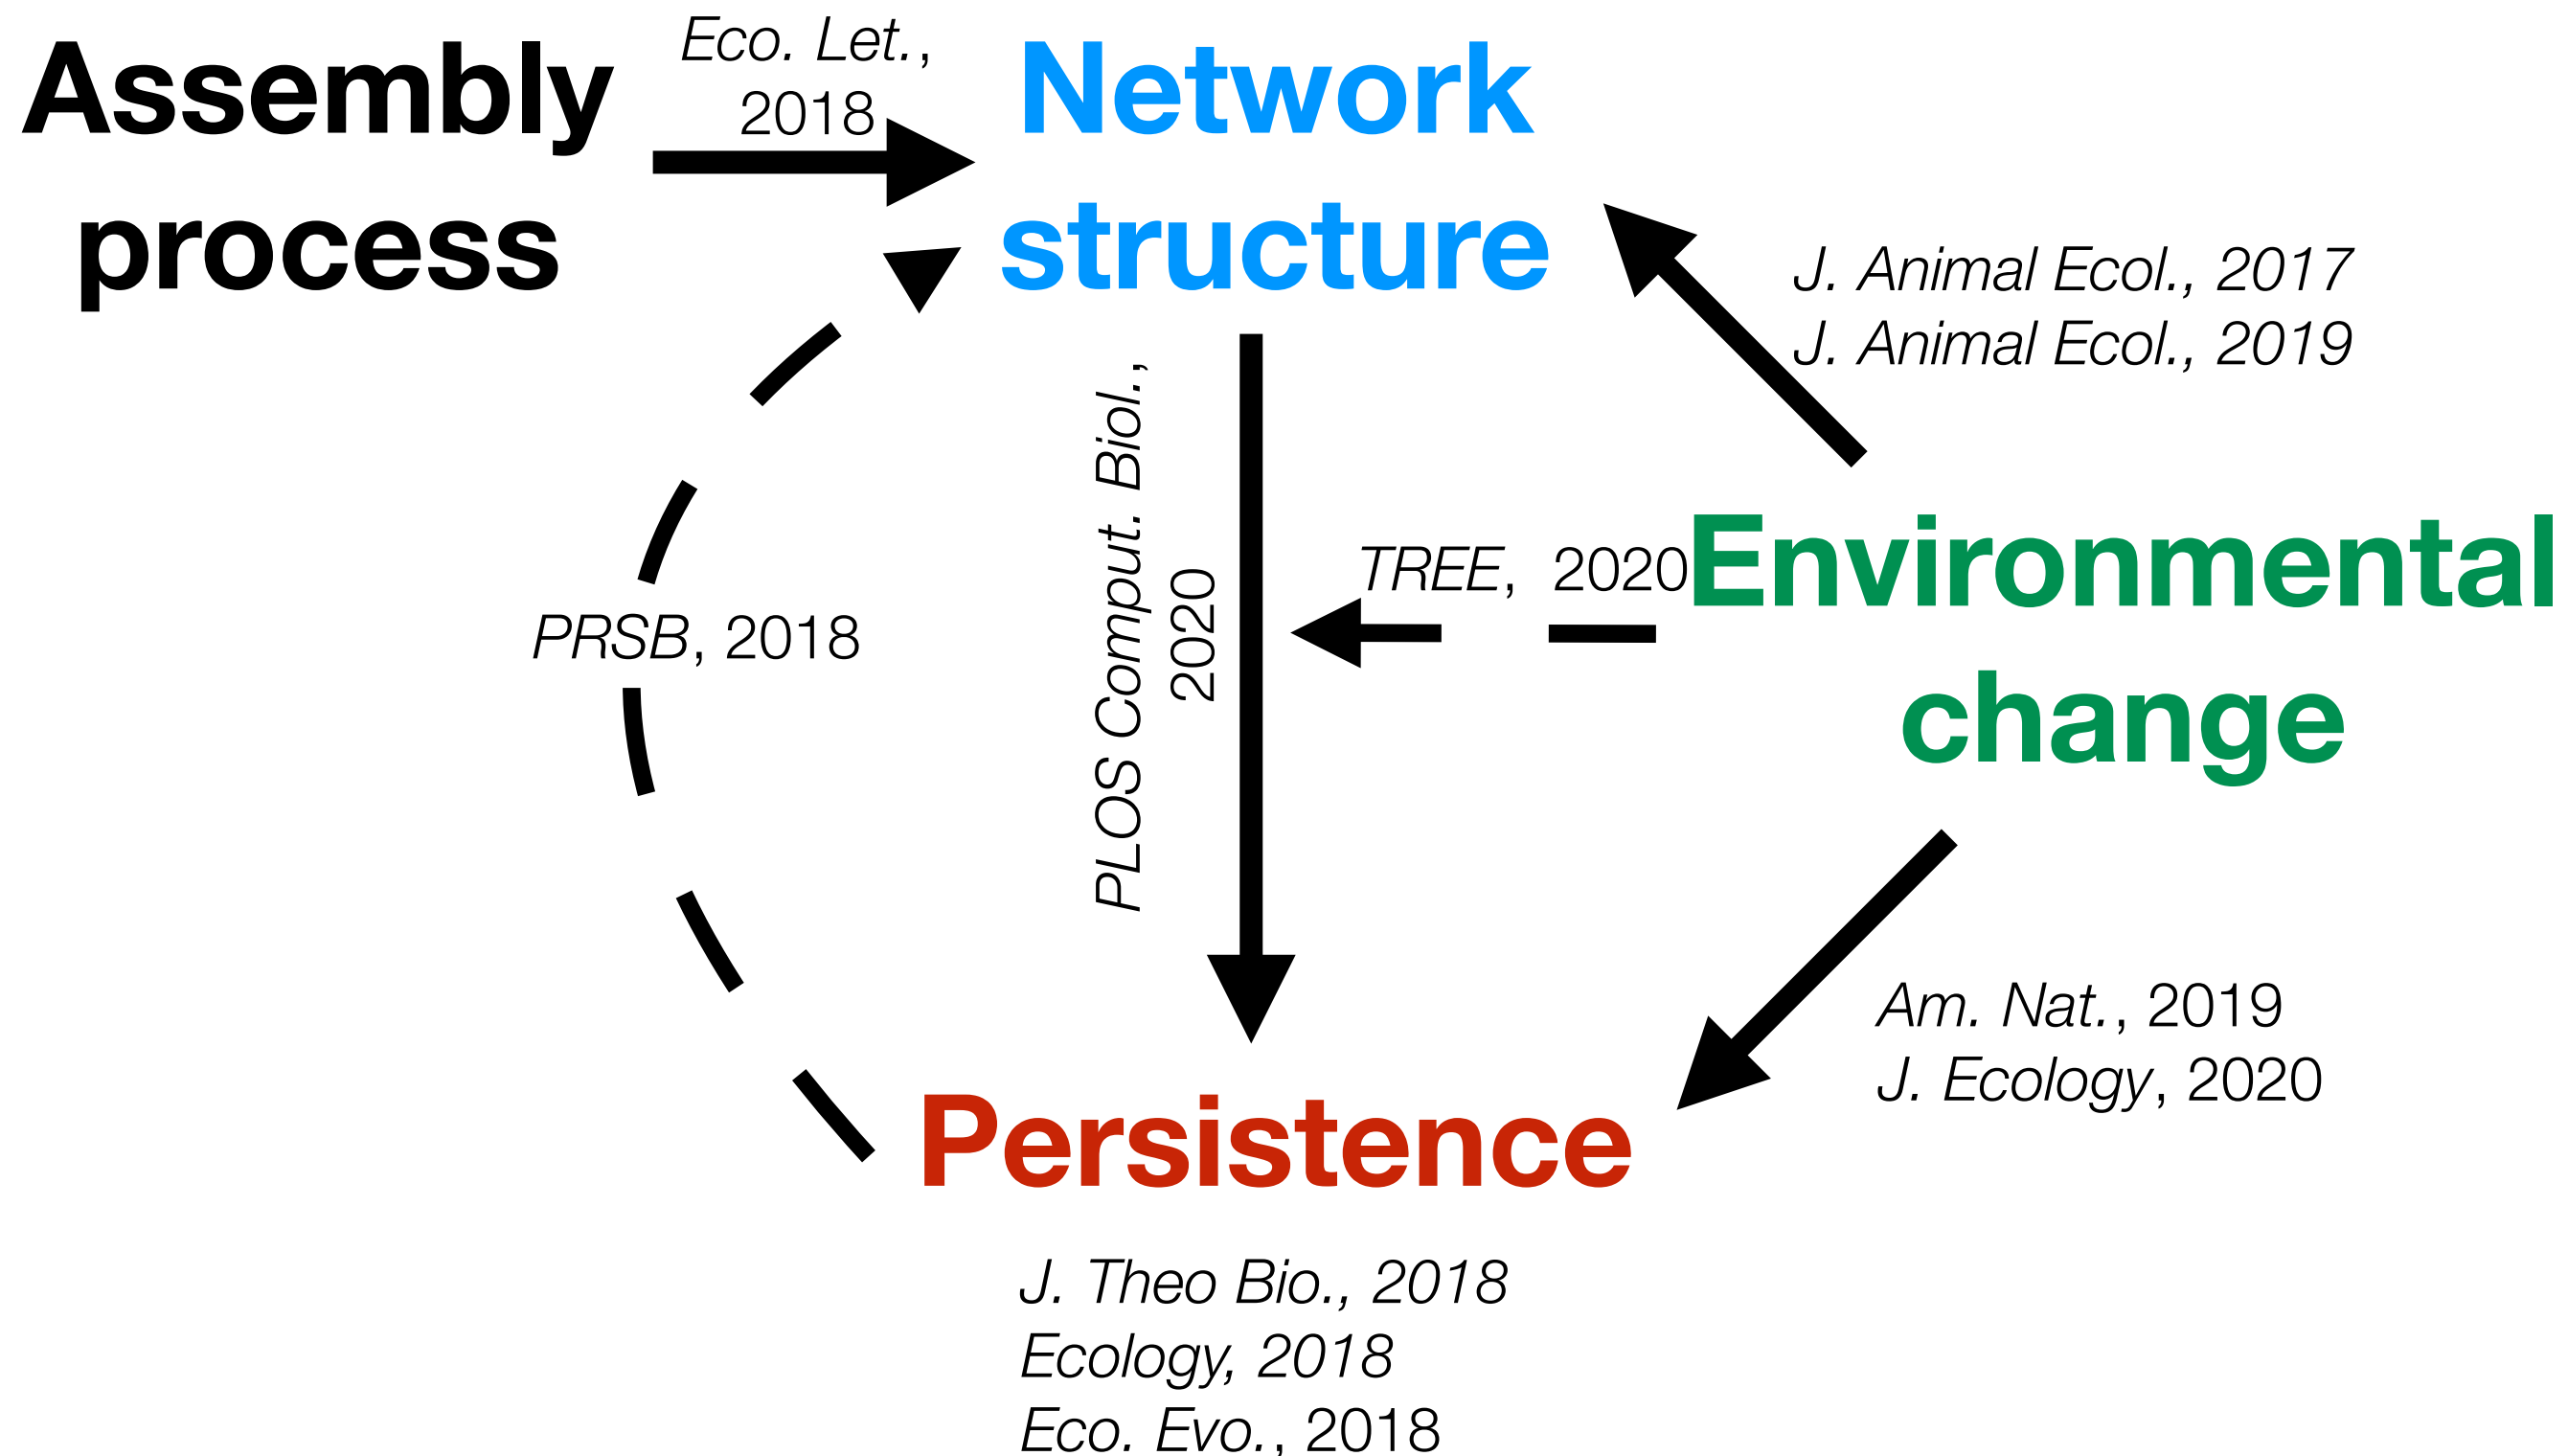 Assembly
process
Eco. Let.,
2018
Network
structure
J. Animal Ecol., 2017
J. Animal Ecol., 2019
PLOS Comput. Biol.,
2020
TREE, 2020
Environmental
change
PRSB, 2018
Am. Nat., 2019
J. Ecology, 2020
Persistence
J. Theo Bio., 2018
Ecology, 2018
Eco. Evo., 2018